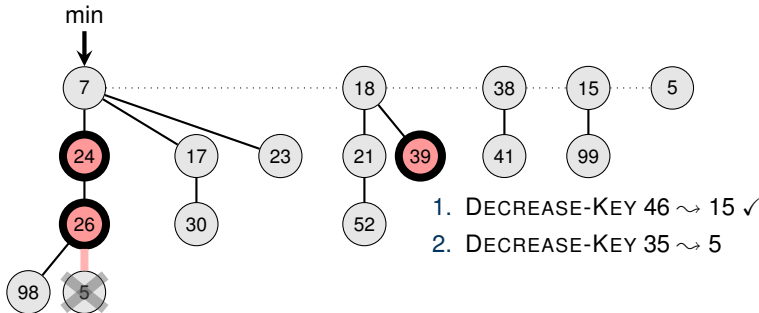 min
7 18 38 15 5
24 17 23 21 39 41 99
26 30 52
1. DECREASE-KEY 46 ⤳ 15 ✓
2. DECREASE-KEY 35 ⤳ 5
98 5